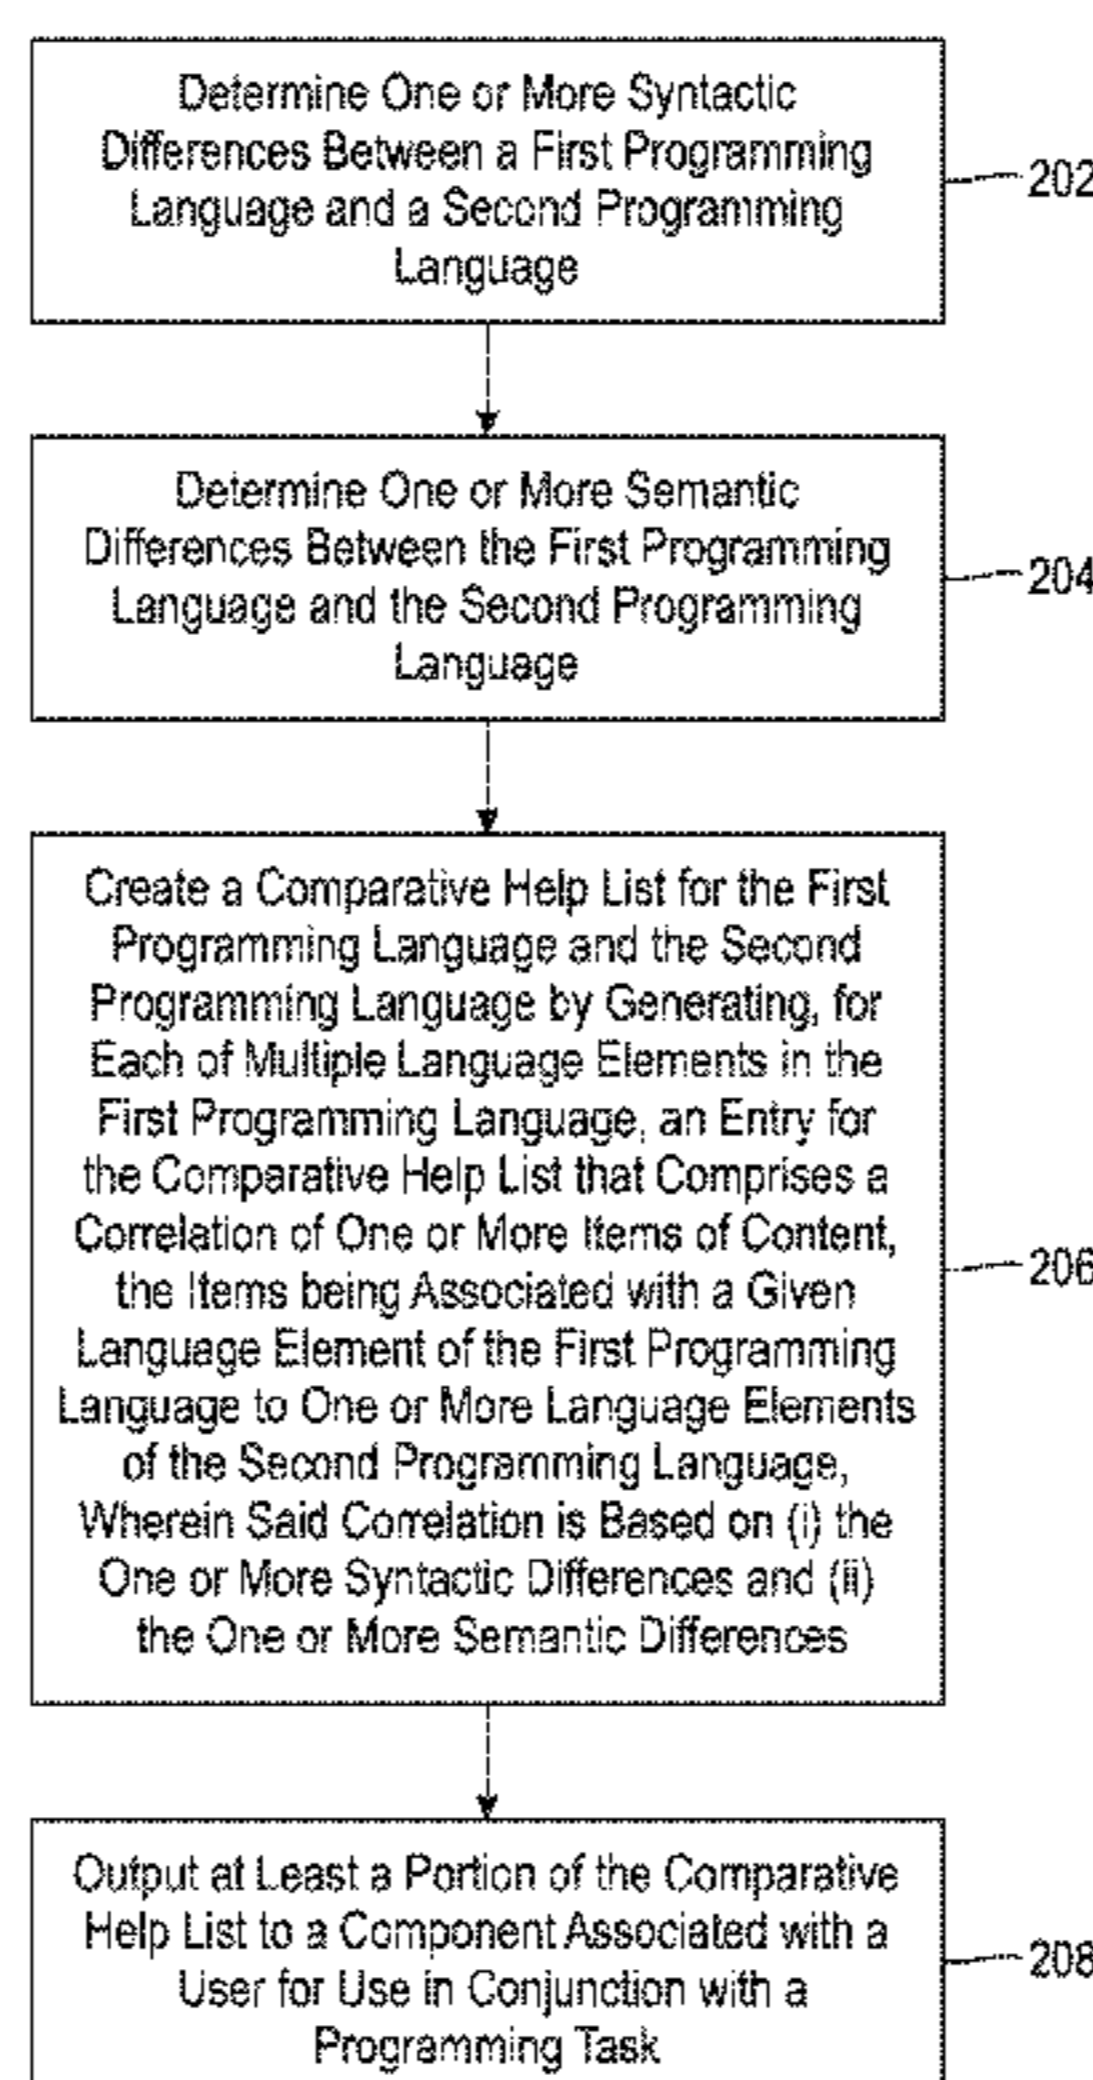 Determine One or More Syntactic
Differences Between a First Programming
Language and a Second Programming
Language
202
Determine One or More Semantic
Differences Between the First Programming
Language and the Second Programming
Language
204
Create a Comparative Help List for the First
Programming Language and the Second
Programming Language by Generating, for
Each of Multiple Language Elements in the
First Programming Language, an Entry for
the Comparative Help List that Comprises a
Correlation of One or More Items of Content,
the Items being Associated with a Given
Language Element of the First Programming
Language to One or More Language Elements
of the Second Programming Language,
Wherein Said Correlation is Based on (i) the
One or More Syntactic Differences and (ii)
the One or More Semantic Differences
206
Output at Least a Portion of the Comparative
Help List to a Component Associated with a
User for Use in Conjunction with a
Programming Task
208